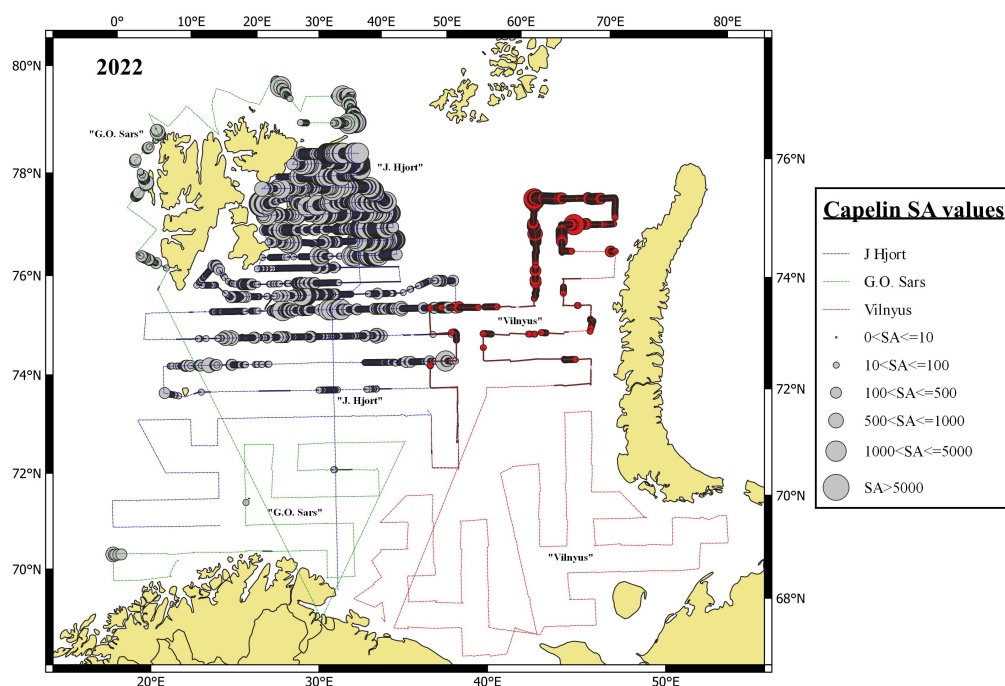 0° 10°E 20°E 30°E 40°E 50°E 60°E 70°E 80°E
80°N
2022
"G.O. Sars"
78°N
"J. Hjort"
76°N
76°N
"Vilnyus"
74°N
74°N
"J. Hjort"
72°N
72°N
"G.O. Sars"
70°N
"Vilnyus"
70°N
68°N
20°E 30°E 40°E 50°E
Capelin SA values
J Hjort
G.O. Sars
Vilnyus
0<SA<=10
10<SA<=100
100<SA<=500
500<SA<=1000
1000<SA<=5000
SA>5000